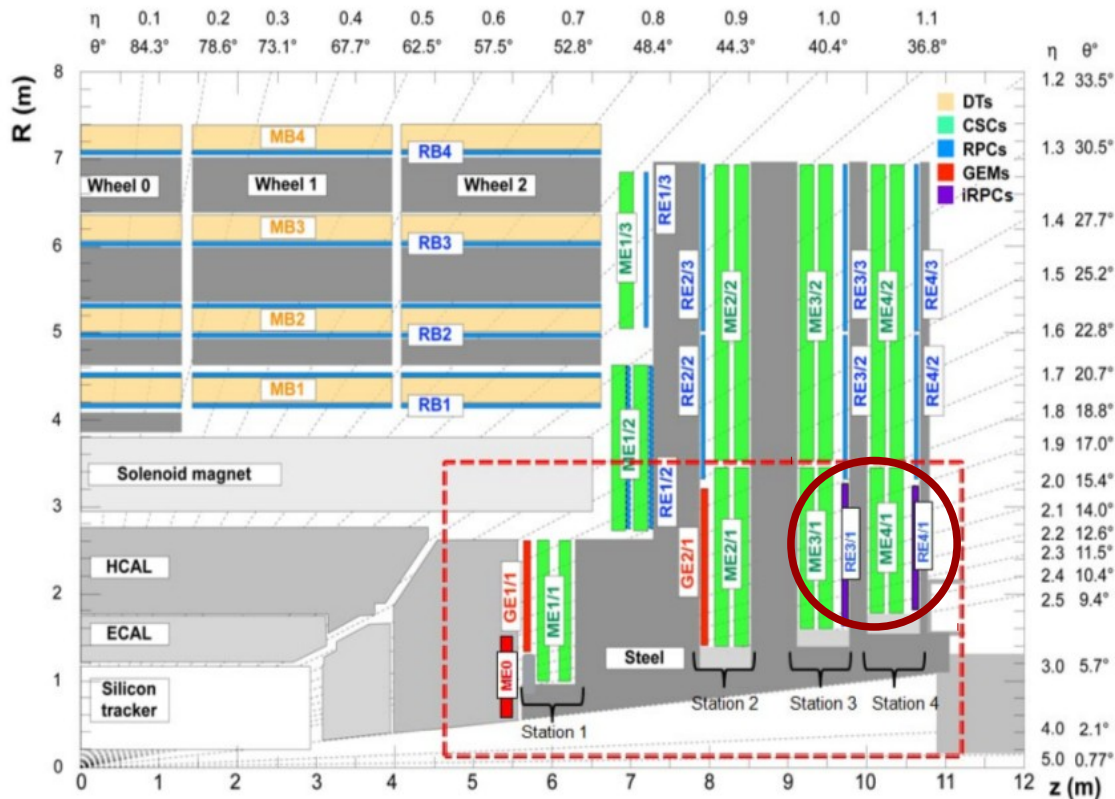 η 0.1 0.2 0.3 0.4 0.5 0.6 0.7 0.8 0.9 1.0 1.1
θ° 84.3° 78.6° 73.1° 67.7° 62.5° 57.5° 52.8° 48.4° 44.3° 40.4° 36.8° η θ°
R (m)
8
7
6
5
4
3
2
1
0
1.2 33.5°
1.3 30.5°
1.4 27.7°
1.5 25.2°
1.6 22.8°
1.7 20.7°
1.8 18.8°
1.9 17.0°
2.0 15.4°
2.1 14.0°
2.2 12.6°
2.3 11.5°
2.4 10.4°
2.5 9.4°
3.0 5.7°
4.0 2.1°
5.0 0.77°
DTs
CSCs
RPCs
GEMs
iRPCs
MB4
RB4
Wheel 0 Wheel 1 Wheel 2
MB3
RB3
MB2
RB2
MB1
RB1
Solenoid magnet
HCAL
ECAL
Silicon
tracker
Steel
ME1/3
RE1/3
RE2/3
ME2/2
ME3/2
RE3/3
ME4/2
RE4/3
RE2/2
RE3/2
RE4/2
ME1/2
RE1/2
GE1/1
ME1/1
ME0
GE2/1
ME2/1
ME3/1
RE3/1
ME4/1
RE4/1
Station 1
Station 2
Station 3
Station 4
0 1 2 3 4 5 6 7 8 9 10 11 12
z (m)